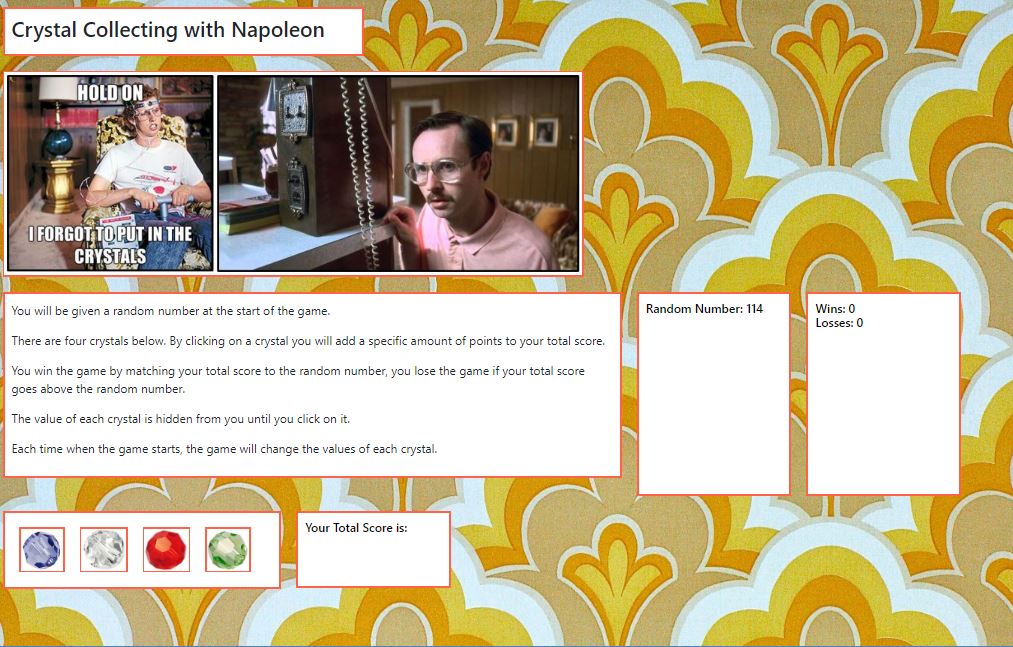 Crystal Collecting with Napoleon
HOLD ON
I FORGOT TO PUT IN THE
CRYSTALS
You will be given a random number at the start of the game.
There are four crystals below. By clicking on a crystal you will add a specific amount of points to your total score.
You win the game by matching your total score to the random number, you lose the game if your total score
goes above the random number.
The value of each crystal is hidden from you until you click on it.
Each time when the game starts, the game will change the values of each crystal.
Random Number: 114
Wins: 0
Losses: 0
Your Total Score is: